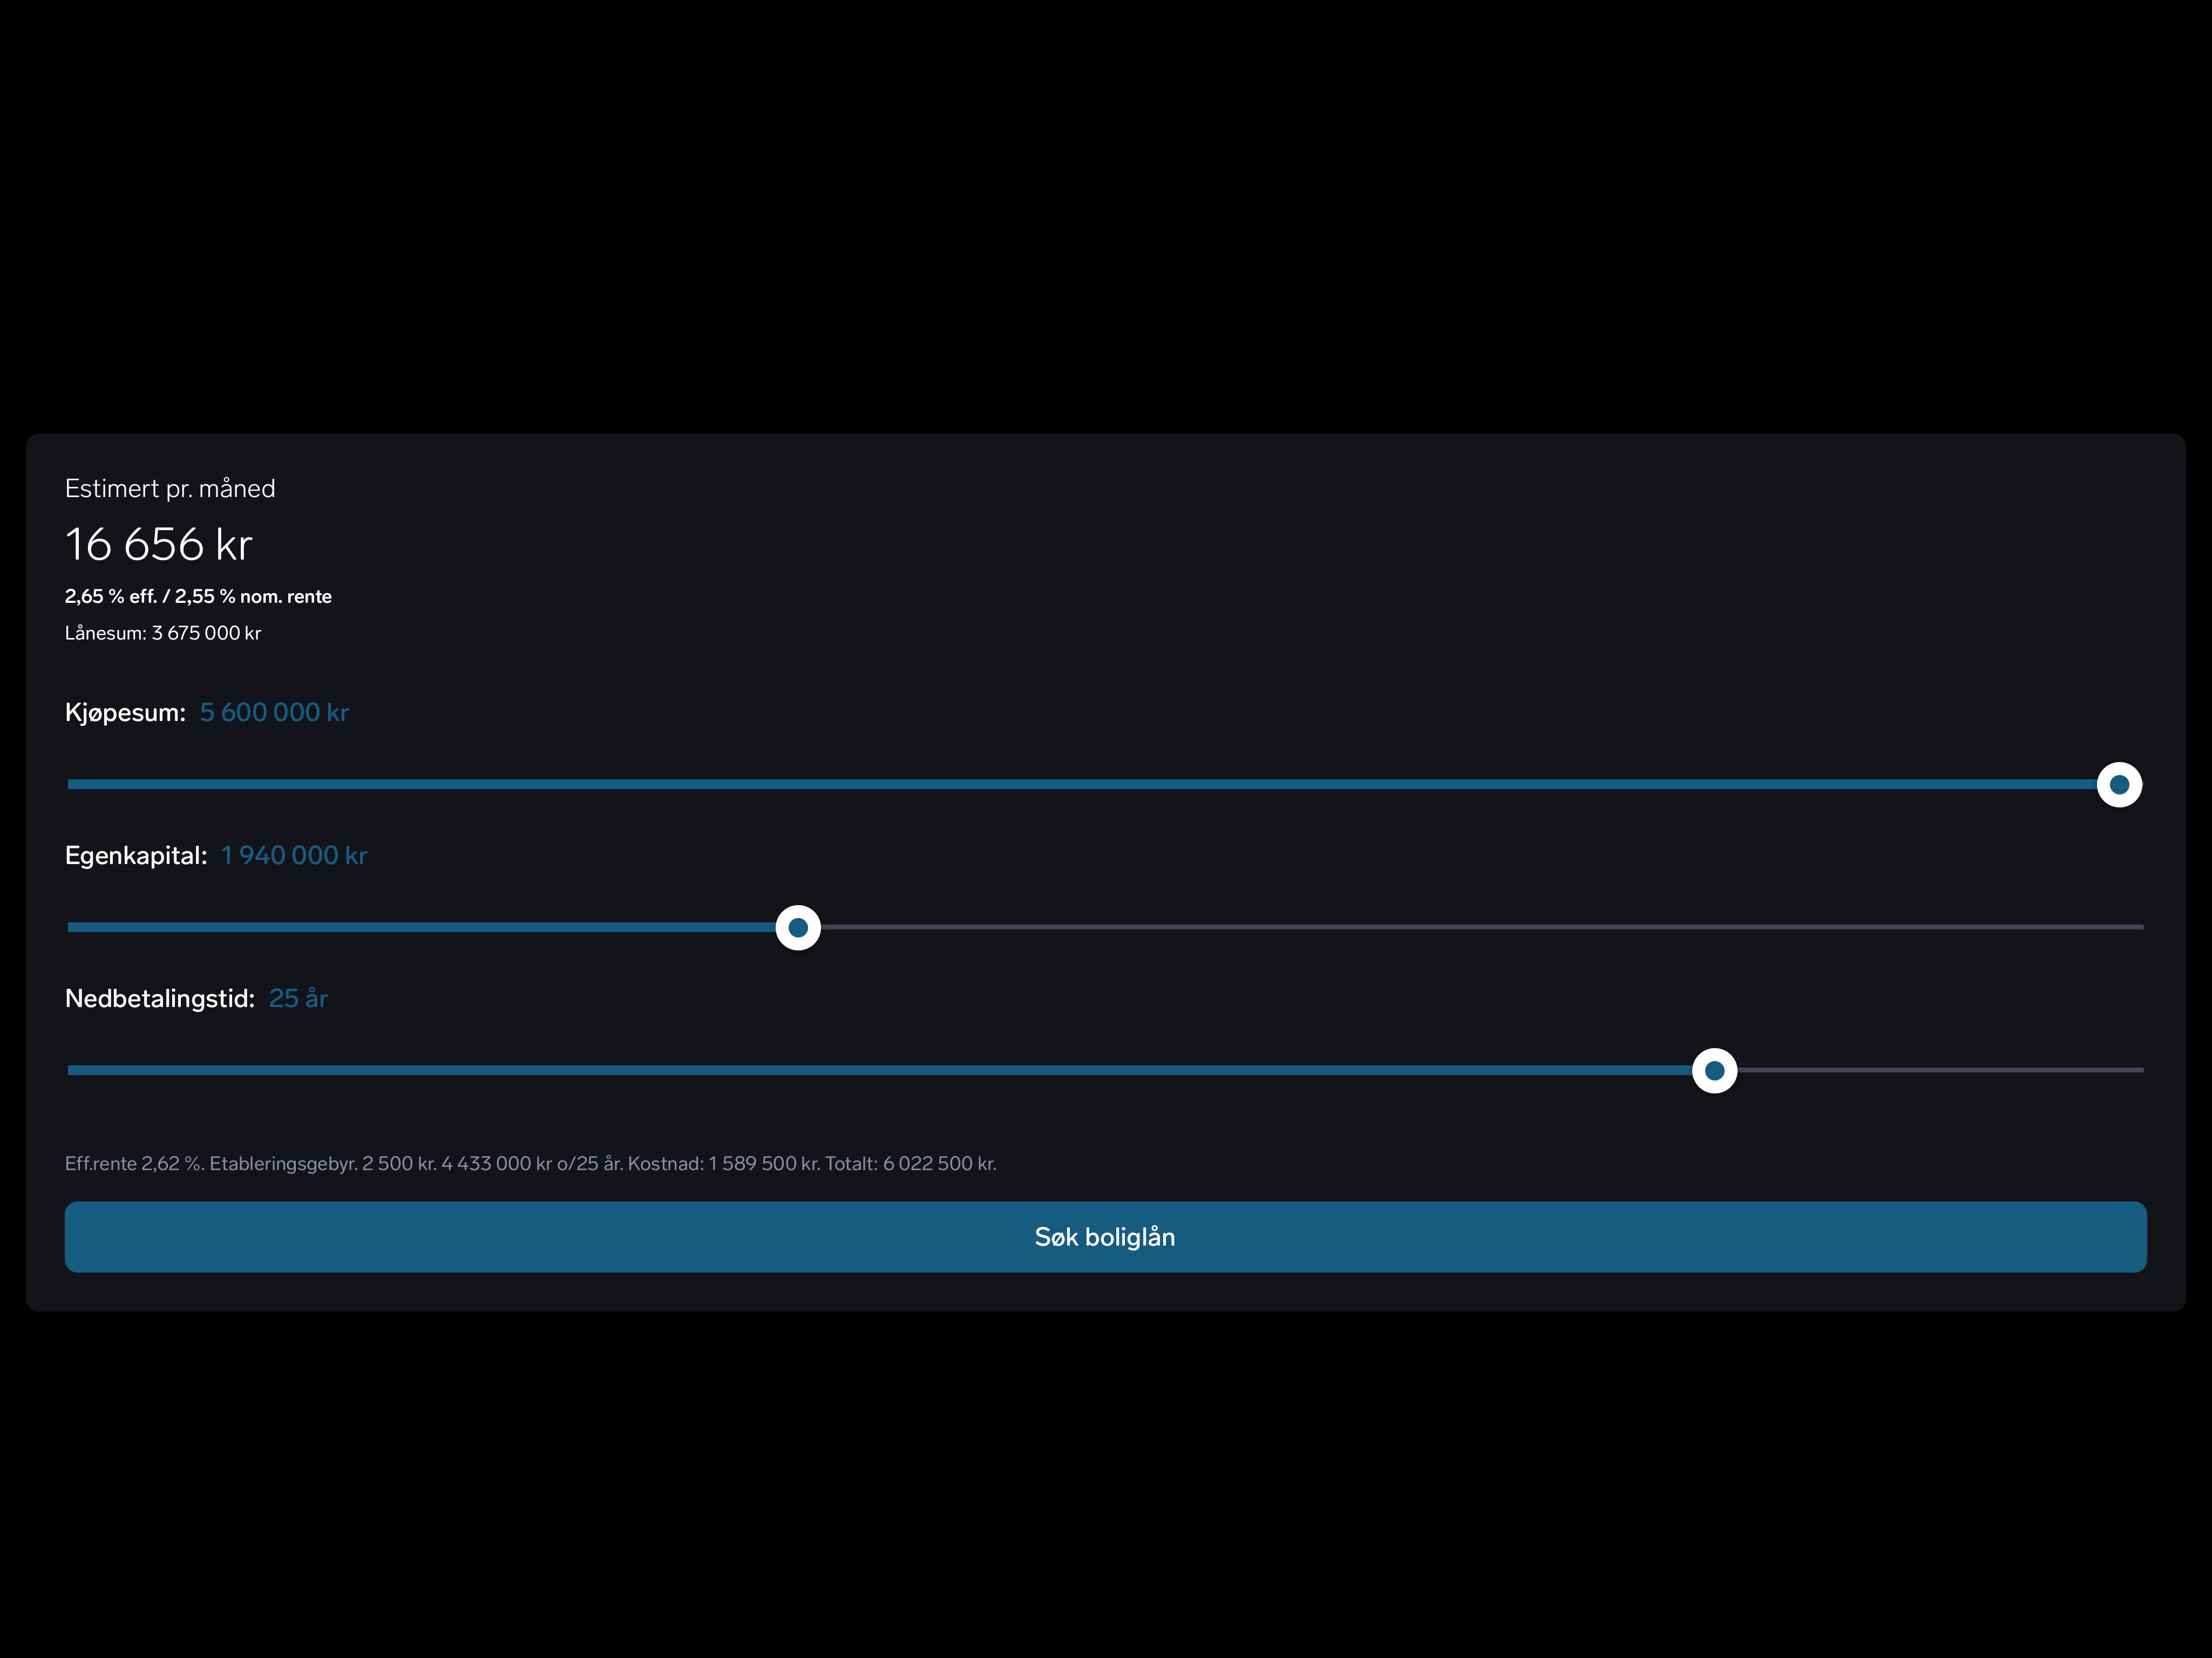 Estimert pr. måned
16 656 kr
2,65 % eff. / 2,55 % nom. rente
Lånesum: 3 675 000 kr
Kjøpesum: 5 600 000 kr
Egenkapital: 1 940 000 kr
Nedbetalingstid: 25 år
Eff.rente 2,62 %. Etableringsgebyr. 2 500 kr. 4 433 000 kr o/25 år. Kostnad: 1 589 500 kr. Totalt: 6 022 500 kr.
Søk boliglån